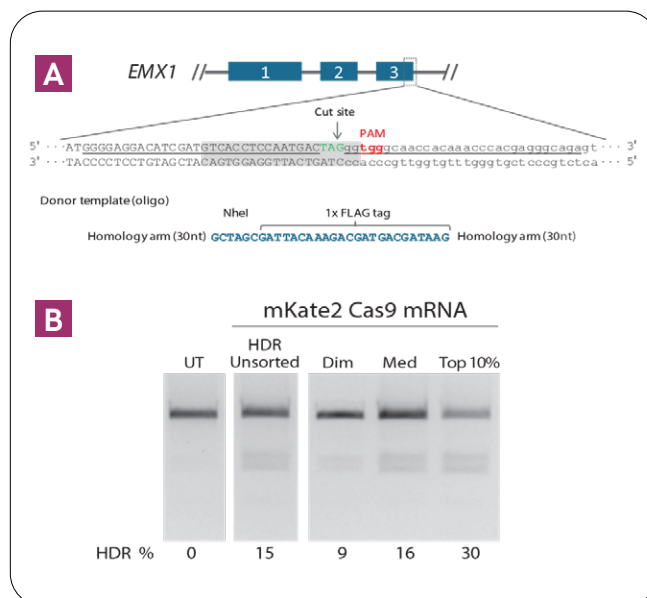 A
EMX1 // 1 2 3 //
Cut site
PAM
5' ··· ATGGGGAGGACATCGATGTCACCTCCAATGACTAGggtgggcaaccacaaacccacgagggcagagt ··· 3'
3' ··· TACCCCTCCTGTAGCTACAGTGGAGGTTACTGATCccacccgttggtgtttgggtgctcccgtctca ··· 5'
Donor template (oligo)
NheI 1x FLAG tag
Homology arm (30nt) GCTAGCGATTACAAAGACGATGACGATAAG Homology arm (30nt)
B
mKate2 Cas9 mRNA
HDR
UT Unsorted Dim Med Top 10%
HDR % 0 15 9 16 30